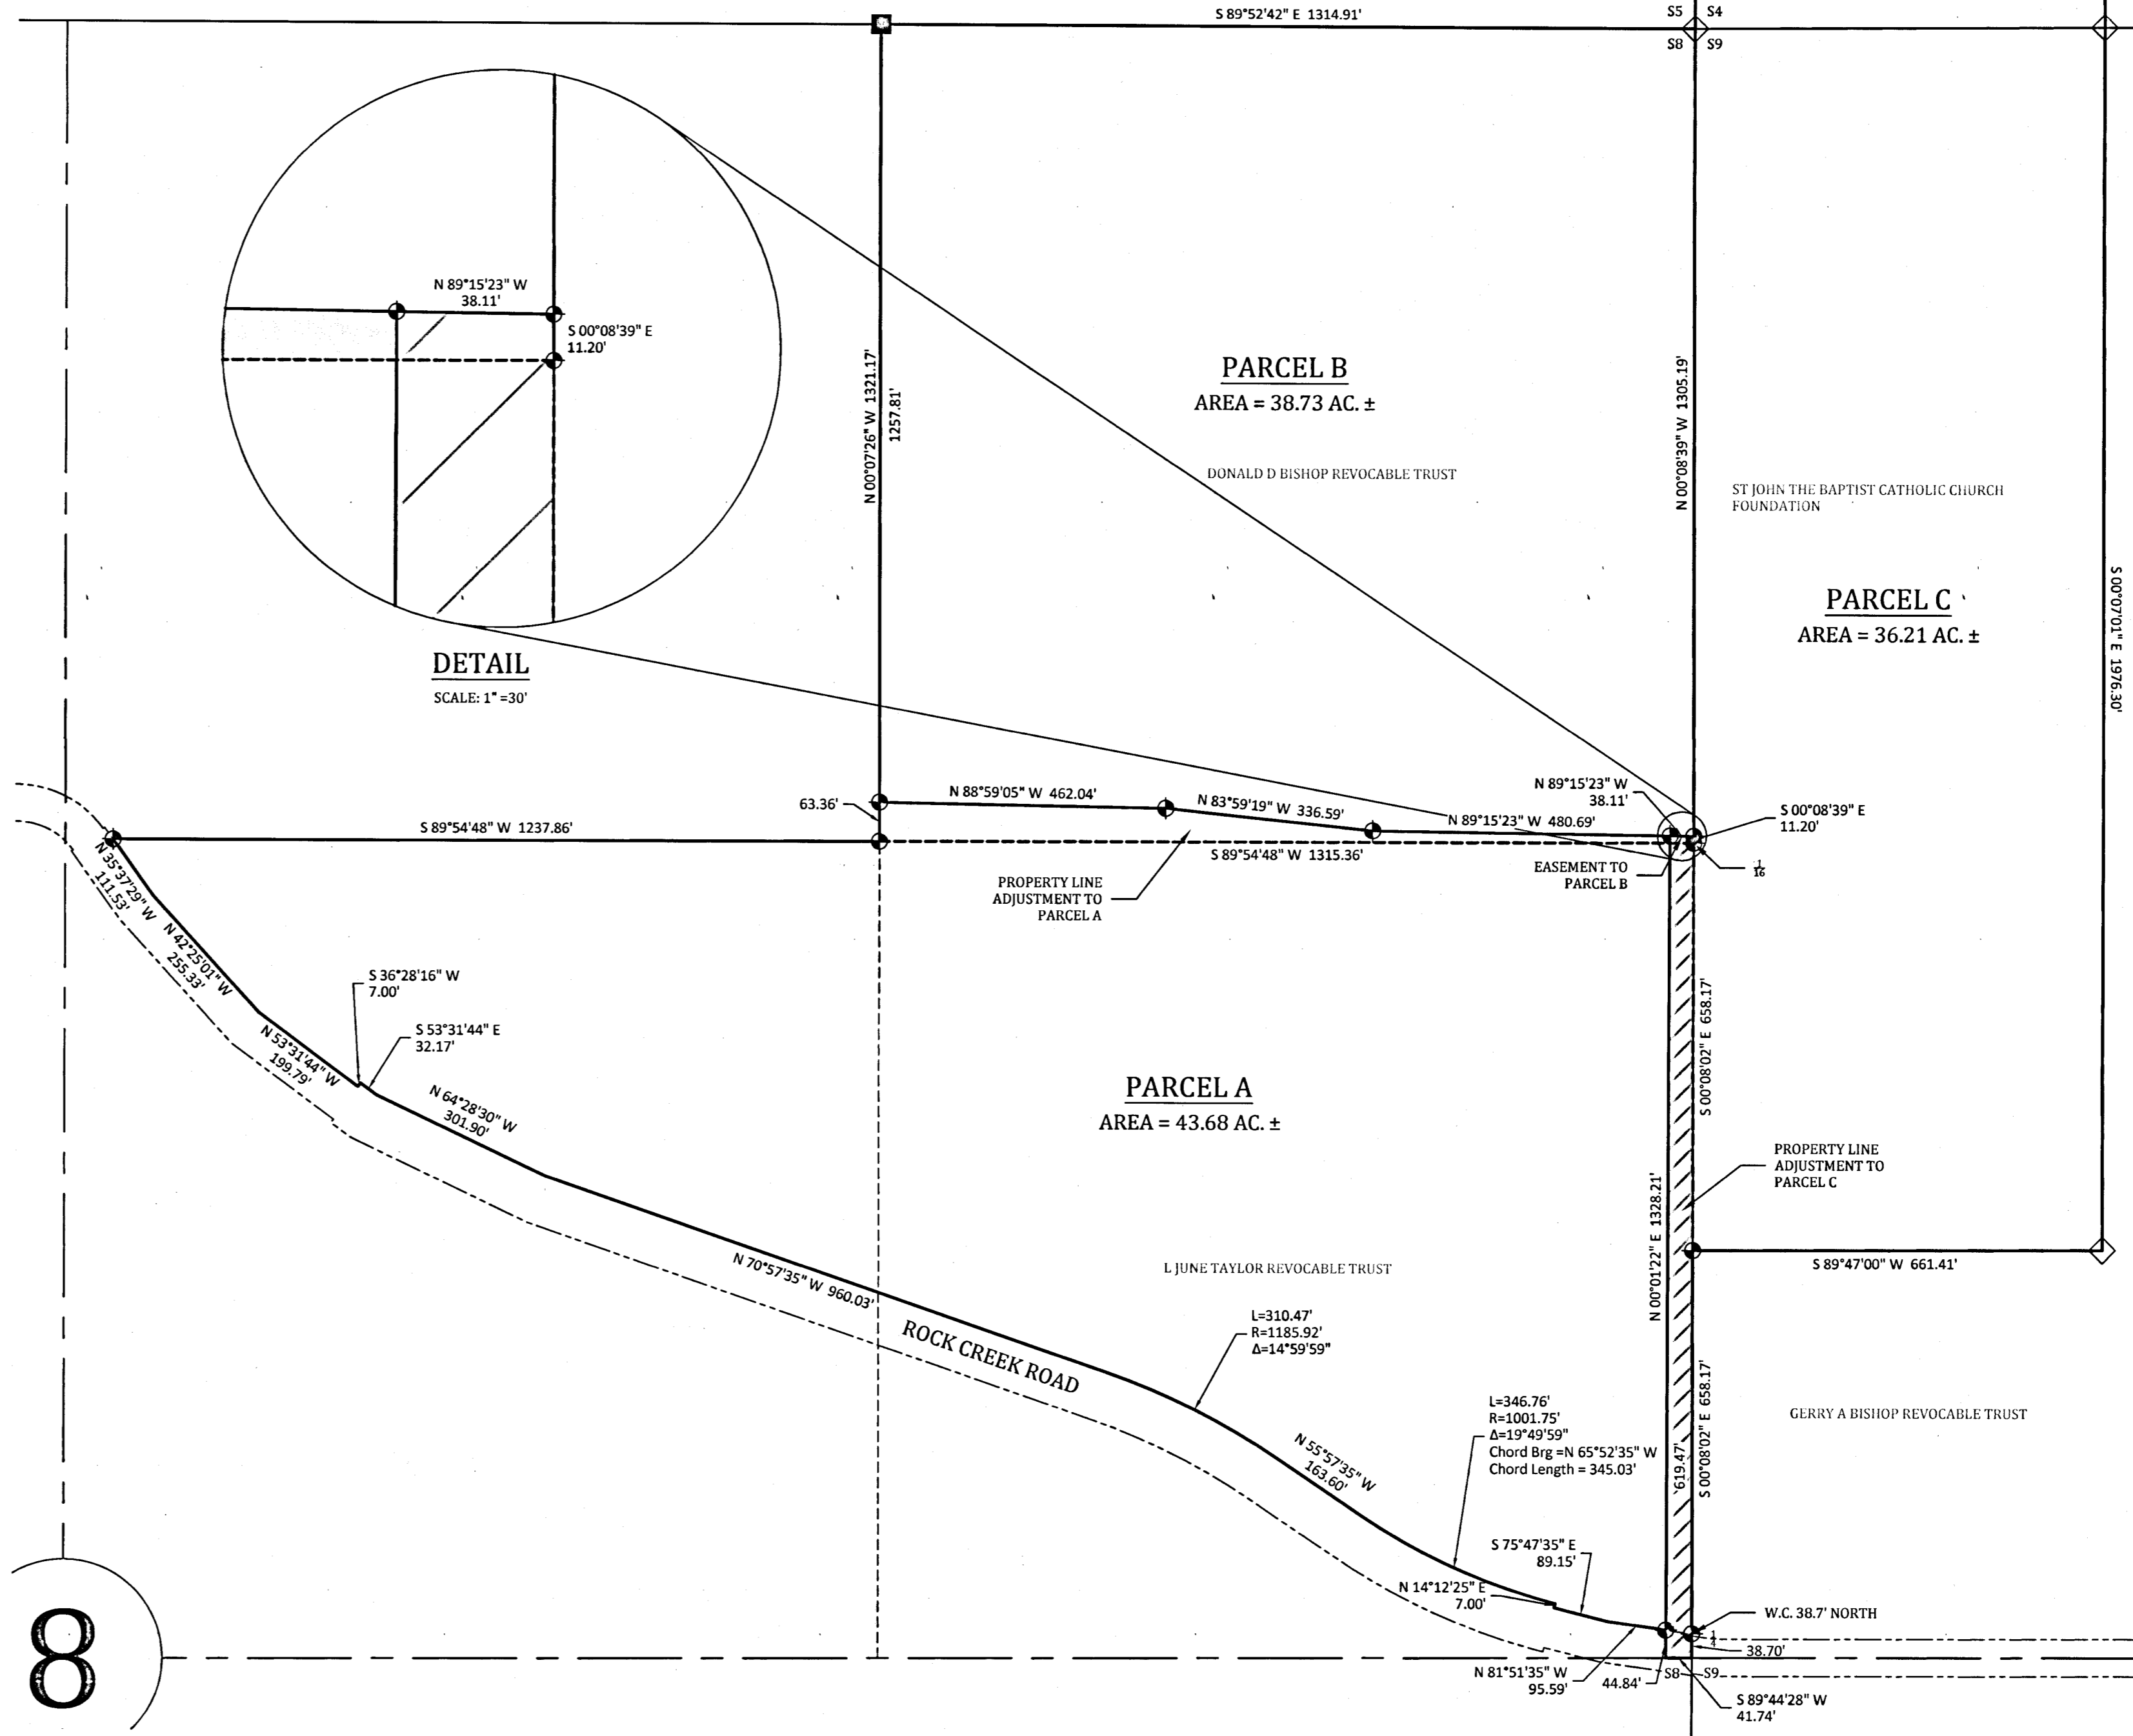 S 89°52'42" E 1314.91'
S5 S4
S8 S9
N 89°15'23" W
38.11'
S 00°08'39" E
11.20'
DETAIL
SCALE: 1" =30'
N 00°07'26" W 1321.17'
1257.81'
PARCEL B
AREA = 38.73 AC. ±
DONALD D BISHOP REVOCABLE TRUST
N 00°08'39" W 1305.19'
ST JOHN THE BAPTIST CATHOLIC CHURCH
FOUNDATION
PARCEL C
AREA = 36.21 AC. ±
S 00°07'01" E 1976.30'
63.36'
N 88°59'05" W 462.04'
N 83°59'19" W 336.59'
N 89°15'23" W 480.69'
N 89°15'23" W
38.11'
S 00°08'39" E
11.20'
1/16
S 89°54'48" W 1237.86'
S 89°54'48" W 1315.36'
PROPERTY LINE
ADJUSTMENT TO
PARCEL A
EASEMENT TO
PARCEL B
N 35°37'29" W
111.53'
N 42°25'01" W
255.33'
N 53°31'44" W
199.79'
S 36°28'16" W
7.00'
S 53°31'44" E
32.17'
N 64°28'30" W
301.90'
N 70°57'35" W 960.03'
ROCK CREEK ROAD
PARCEL A
AREA = 43.68 AC. ±
L JUNE TAYLOR REVOCABLE TRUST
S 00°08'02" E 658.17'
N 00°01'22" E 1328.21'
PROPERTY LINE
ADJUSTMENT TO
PARCEL C
S 89°47'00" W 661.41'
L=310.47'
R=1185.92'
Δ=14°59'59"
N 55°57'35" W
163.60'
L=346.76'
R=1001.75'
Δ=19°49'59"
Chord Brg =N 65°52'35" W
Chord Length = 345.03'
619.47'
S 00°08'02" E 658.17'
GERRY A BISHOP REVOCABLE TRUST
S 75°47'35" E
89.15'
N 14°12'25" E
7.00'
W.C. 38.7' NORTH
1/4
38.70'
N 81°51'35" W
95.59'
44.84'
S8 S9
S 89°44'28" W
41.74'
8